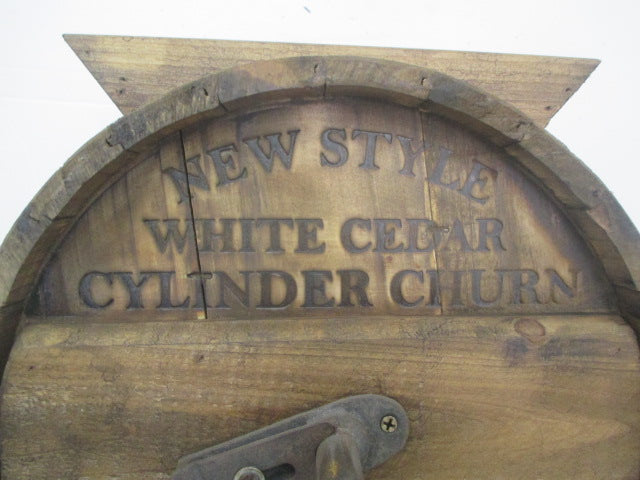 NEW STYLE
WHITE CEDAR
CYLINDER CHURN